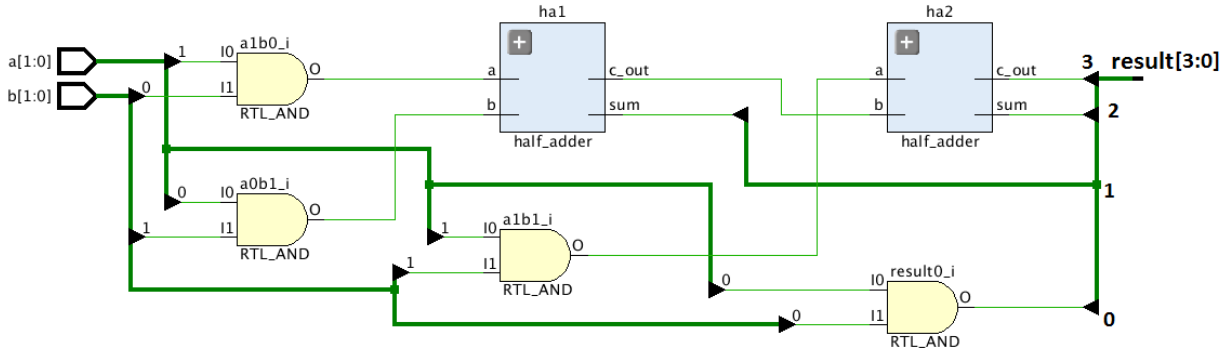 ha1
ha2
a1b0_i
a[1:0]
b[1:0]
1
I0
0
I1
O
RTL_AND
+
a
b
c_out
sum
half_adder
+
a
b
c_out
sum
half_adder
3
result[3:0]
2
1
0
a0b1_i
0
I0
1
I1
O
RTL_AND
a1b1_i
1
I0
1
I1
O
RTL_AND
result0_i
0
I0
0
I1
O
RTL_AND